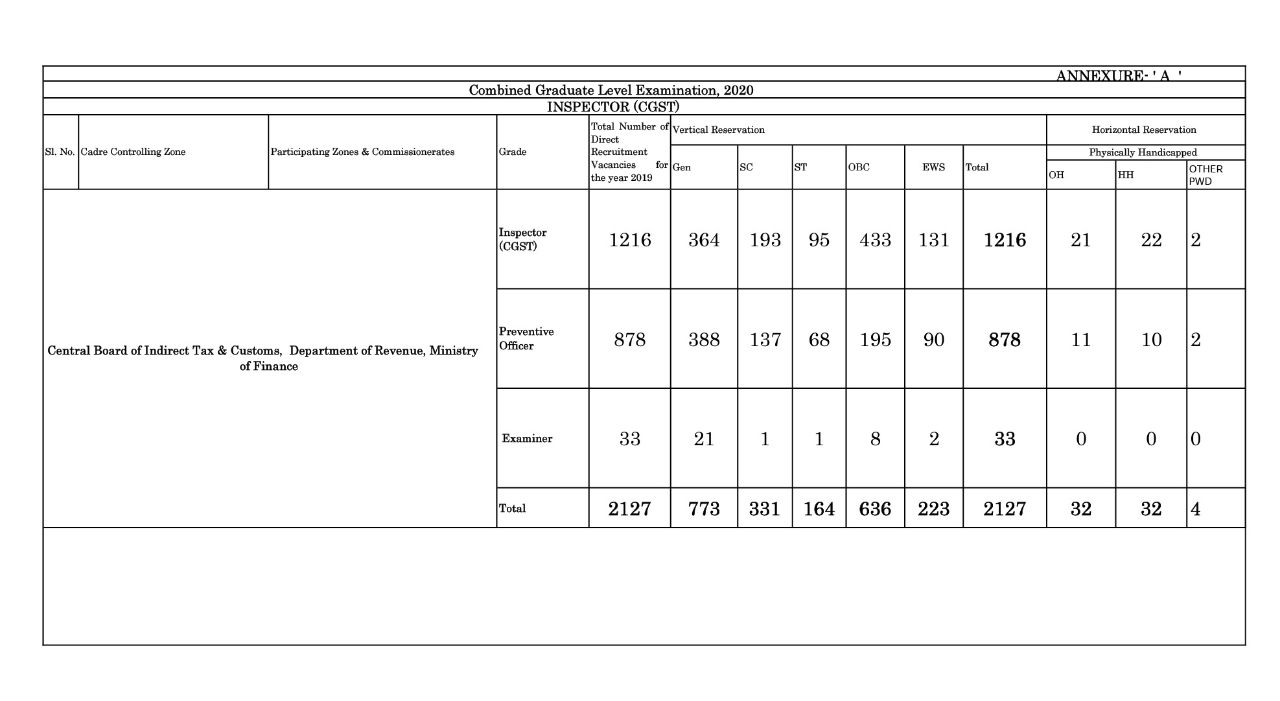 ANNEXURE- ' A '
Combined Graduate Level Examination, 2020
INSPECTOR (CGST)
Sl. No. Cadre Controlling Zone Participating Zones & Commissionerates Grade Total Number of Direct Recruitment Vacancies for the year 2019 Vertical Reservation Horizontal Reservation
Physically Handicapped
Gen SC ST OBC EWS Total OH HH OTHER PWD
Inspector (CGST) 1216 364 193 95 433 131 1216 21 22 2
Central Board of Indirect Tax & Customs, Department of Revenue, Ministry of Finance
Preventive Officer 878 388 137 68 195 90 878 11 10 2
Examiner 33 21 1 1 8 2 33 0 0 0
Total 2127 773 331 164 636 223 2127 32 32 4